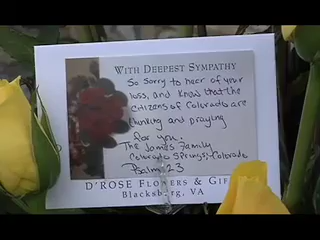 WITH DEEPEST SYMPATHY
So sorry to hear of your
loss, and know that the
citizens of Colorado are
thinking and praying
for you.
The James Family
Colorado Springs, Colorado
Psalm 23
D'ROSE FLOWERS &
Blacksburg, VA